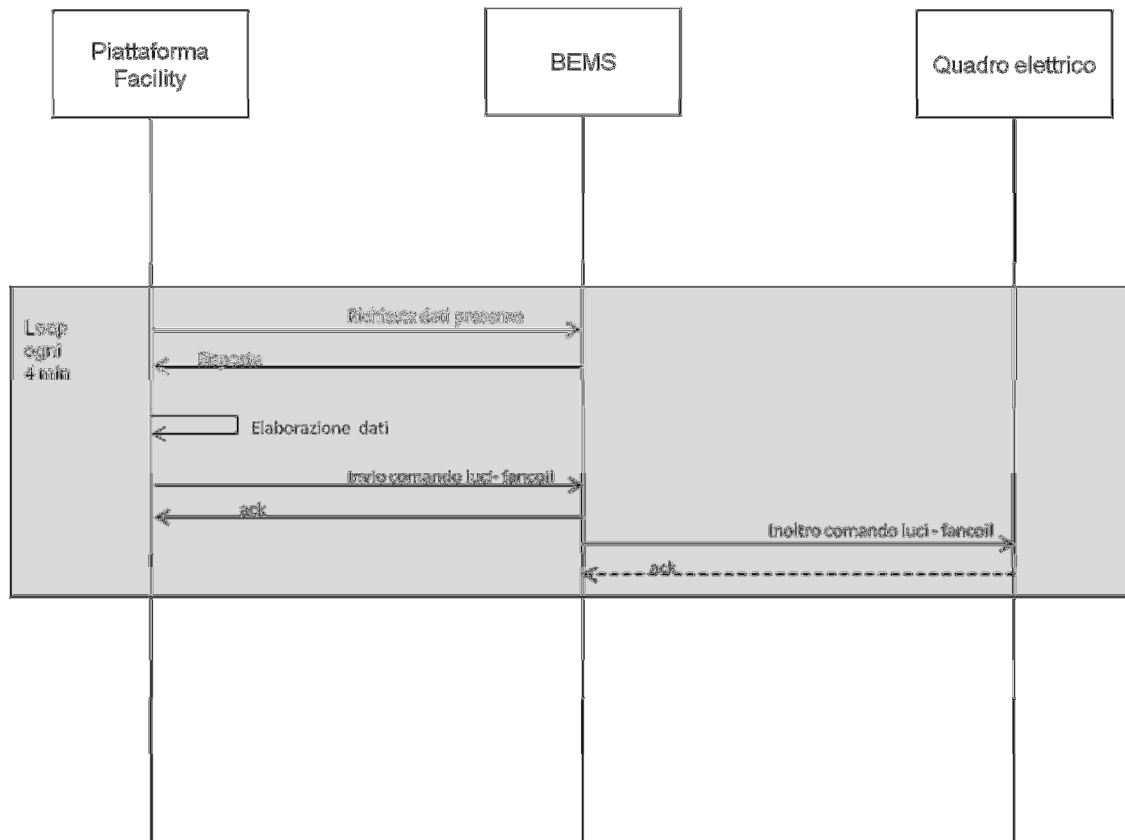 Piattaforma
Facility
BEMS
Quadro elettrico
Loop
ogni
4 min
Richiesta dati presenze
Risposta
Elaborazione dati
Invio comando luci- fancoil
ack
Inoltro comando luci - fancoil
ack